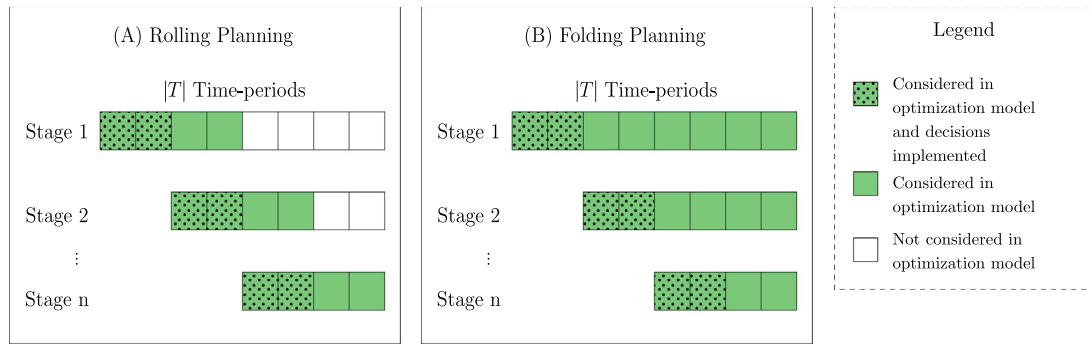 (A) Rolling Planning
|T| Time-periods
Stage 1
Stage 2
⋮
Stage n
(B) Folding Planning
|T| Time-periods
Stage 1
Stage 2
⋮
Stage n
Legend
Considered in
optimization model
and decisions
implemented
Considered in
optimization model
Not considered in
optimization model